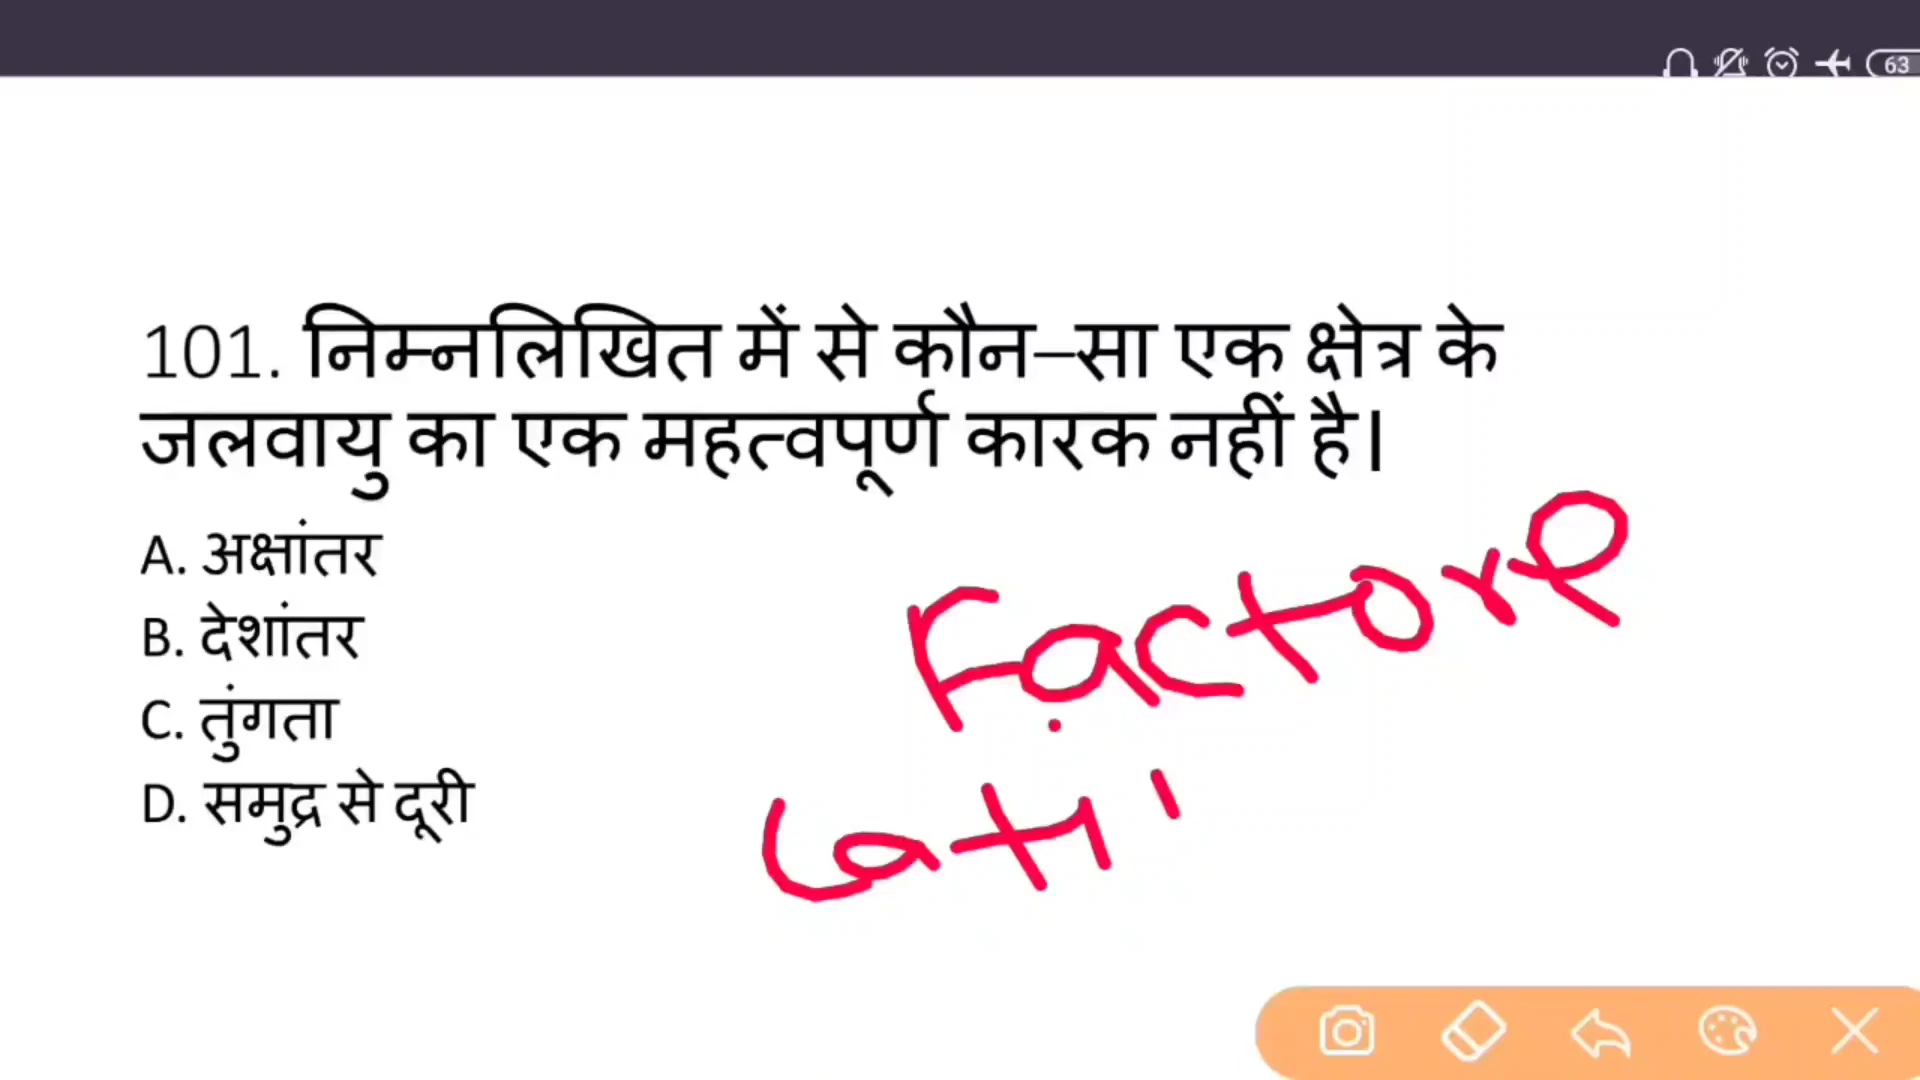 63
101. निम्नलिखित में से कौन–सा एक क्षेत्र के
जलवायु का एक महत्वपूर्ण कारक नहीं है।
A. अक्षांतर
B. देशांतर
C. तुंगता
D. समुद्र से दूरी
Factore
Lati